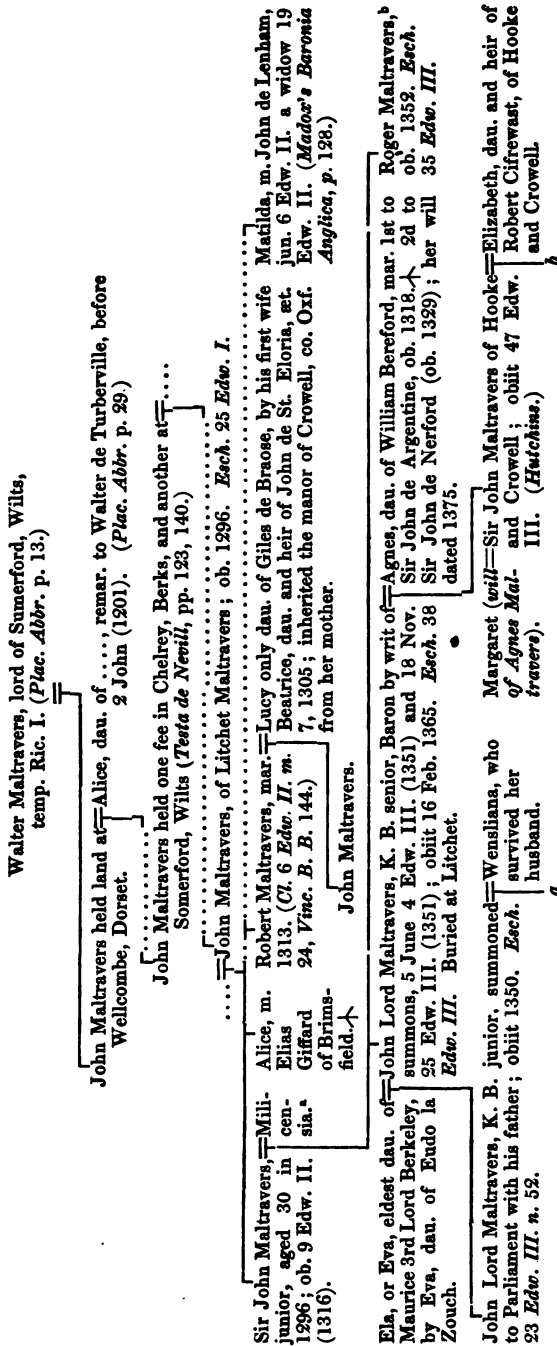 Walter Maltravers, lord of Sumerford, Wilts,
temp. Ric. I. (Plac. Abbr. p. 13.)
John Maltravers held land at
Wellcombe, Dorset.
Alice, dau. of ...., remar. to Walter de Turberville, before
2 John (1201). (Plac. Abbr. p. 29.)
John Maltravers held one fee in Chelrey, Berks, and another at
Somerford, Wilts (Testa de Nevill, pp. 123, 140.)
....
....
John Maltravers, of Litchet Maltravers; ob. 1296. Esch. 25 Edw. I.
Sir John Maltravers,
junior, aged 30 in
1296; ob. 9 Edw. II.
(1316).
Mili-
cen-
sia.ᵃ
Alice, m.
Elias
Giffard
of Brims-
field.
Robert Maltravers, mar.
1313. (Cl. 6 Edw. II. m.
24, Vinc. B. B. 144.)
Lucy only dau. of Giles de Braose, by his first wife
Beatrice, dau. and heir of John de St. Eloria, æt.
7, 1305; inherited the manor of Crowell, co. Oxf.
from her mother.
Matilda, m. John de Lenham,
jun. 6 Edw. II. a widow 19
Edw. II. (Madox's Baronia
Anglica, p. 128.)
John Maltravers.
Ela, or Eva, eldest dau. of
Maurice 3rd Lord Berkeley,
by Eva, dau. of Eudo la
Zouch.
John Lord Maltravers, K. B. senior, Baron by writ of
summons, 5 June 4 Edw. III. (1351) and 18 Nov.
25 Edw. III. (1351); obiit 16 Feb. 1365. Esch. 38
Edw. III. Buried at Litchet.
Agnes, dau. of William Bereford, mar. 1st to
Sir John de Argentine, ob. 1318. 2d to
Sir John de Nerford (ob. 1329); her will
dated 1375.
Roger Maltravers,ᵇ
ob. 1352. Esch.
35 Edw. III.
John Lord Maltravers, K. B. junior, summoned
to Parliament with his father; obiit 1350. Esch.
23 Edw. III. n. 52.
Wensliana, who
survived her
husband.
Margaret (will
of Agnes Mal-
travers).
Sir John Maltravers of Hooke
and Crowell; obiit 47 Edw.
III. (Hutchins.)
Elizabeth, dau. and heir of
Robert Cifrewast, of Hooke
and Crowell.
a
b